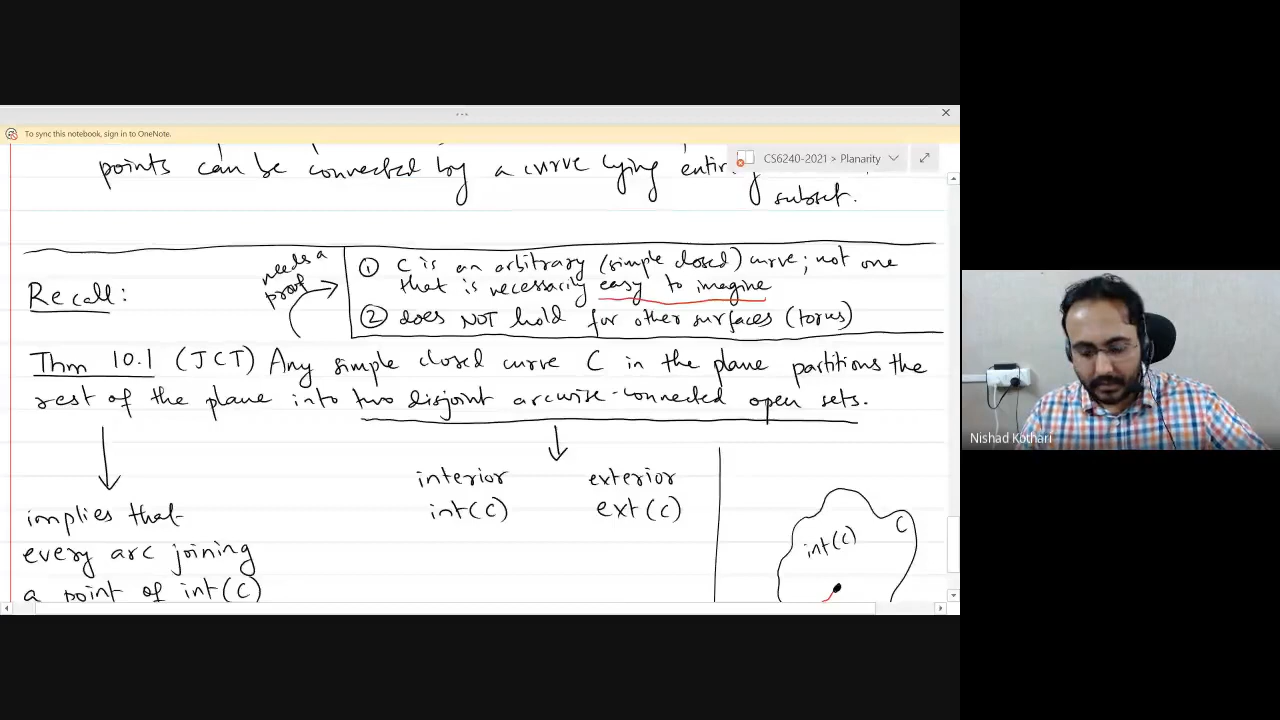 To sync this notebook, sign in to OneNote.
CS6240-2021 > Planarity
points can be connected by a curve lying
subset.
Recall:
needs a
proof
① C is an arbitrary (simple closed) curve; not one
that is necessarily easy to imagine
② does NOT hold for other surfaces (torus)
Thm 10.1 (JCT) Any simple closed curve C in the plane partitions the
rest of the plane into two disjoint arcwise-connected open sets.
interior exterior
int(C) ext(C)
implies that
every arc joining
a point of int(C)
int(C)
C
Nishad Kothari